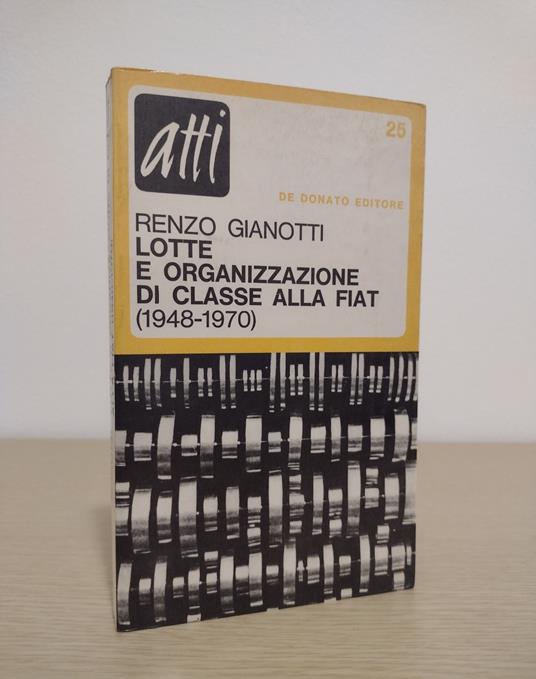 atti
25
DE DONATO EDITORE
RENZO GIANOTTI
LOTTE
E ORGANIZZAZIONE
DI CLASSE ALLA FIAT
(1948-1970)